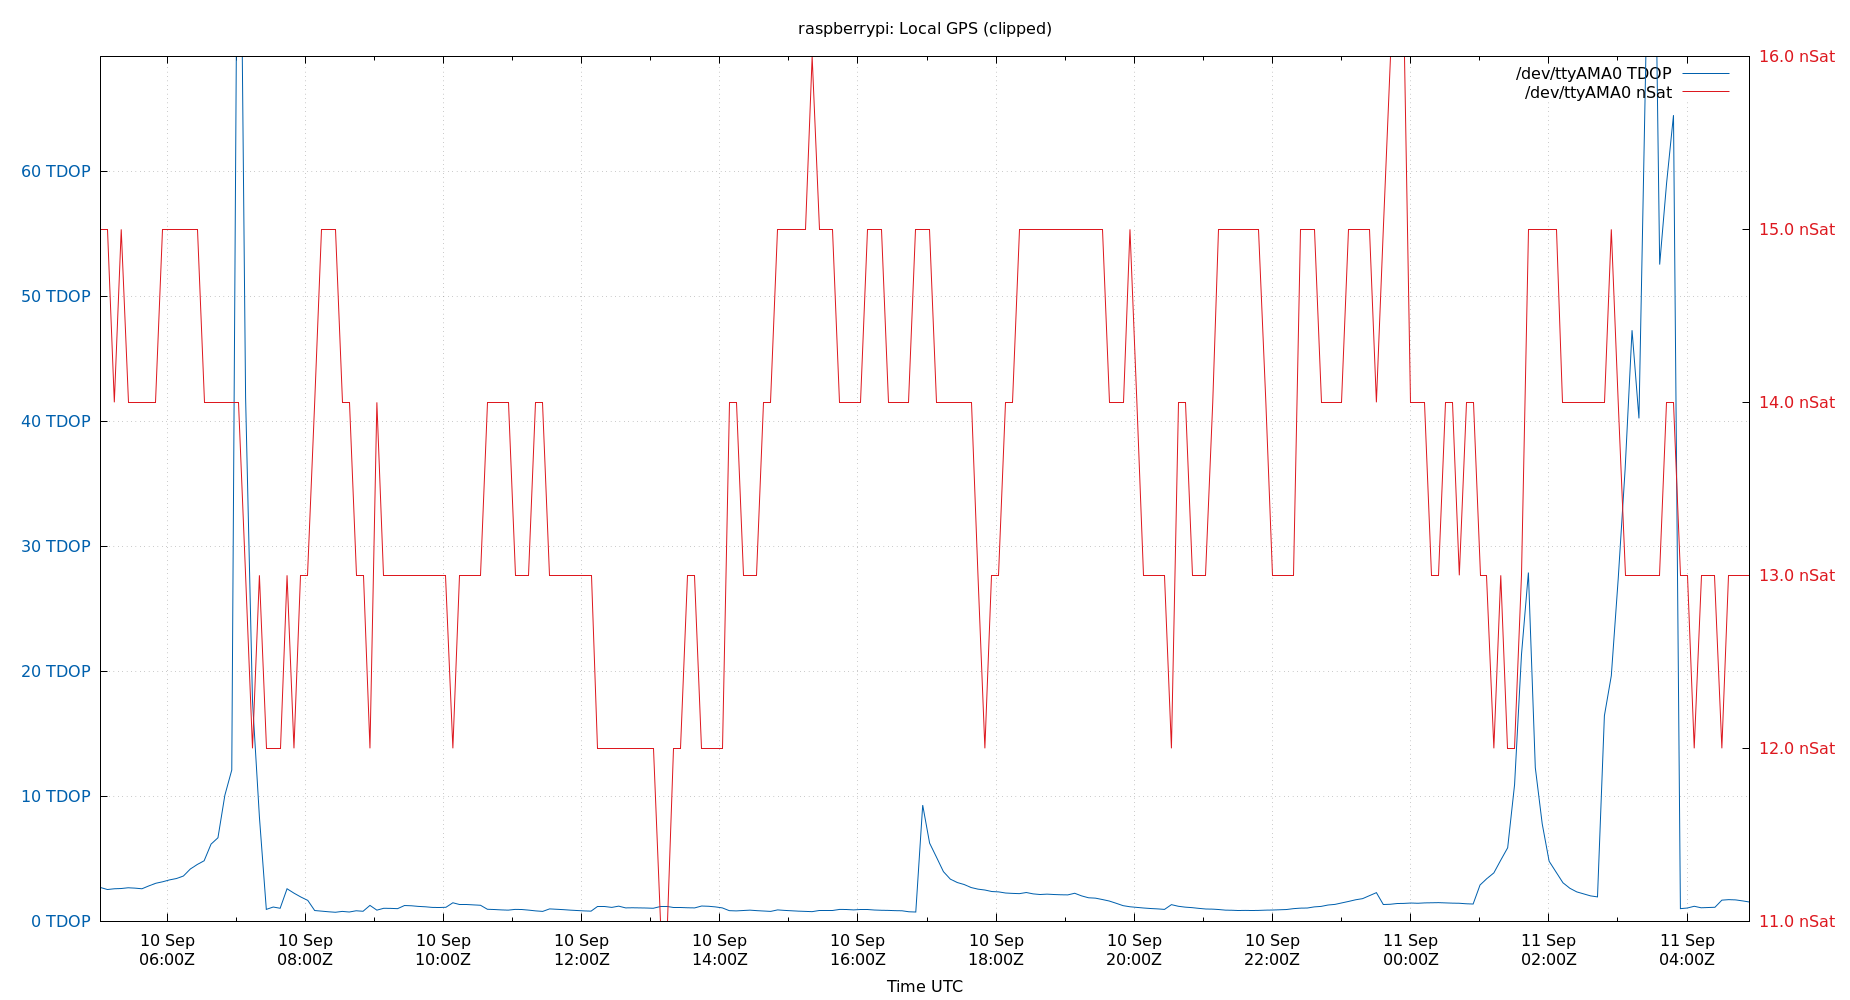 raspberrypi: Local GPS (clipped)
16.0 nSat
/dev/ttyAMA0 TDOP
/dev/ttyAMA0 nSat
60 TDOP
15.0 nSat
50 TDOP
14.0 nSat
40 TDOP
30 TDOP
13.0 nSat
20 TDOP
12.0 nSat
10 TDOP
0 TDOP
11.0 nSat
10 Sep 10 Sep 10 Sep 10 Sep 10 Sep 10 Sep 10 Sep 10 Sep 10 Sep 11 Sep 11 Sep 11 Sep
06:00Z 08:00Z 10:00Z 12:00Z 14:00Z 16:00Z 18:00Z 20:00Z 22:00Z 00:00Z 02:00Z 04:00Z
Time UTC